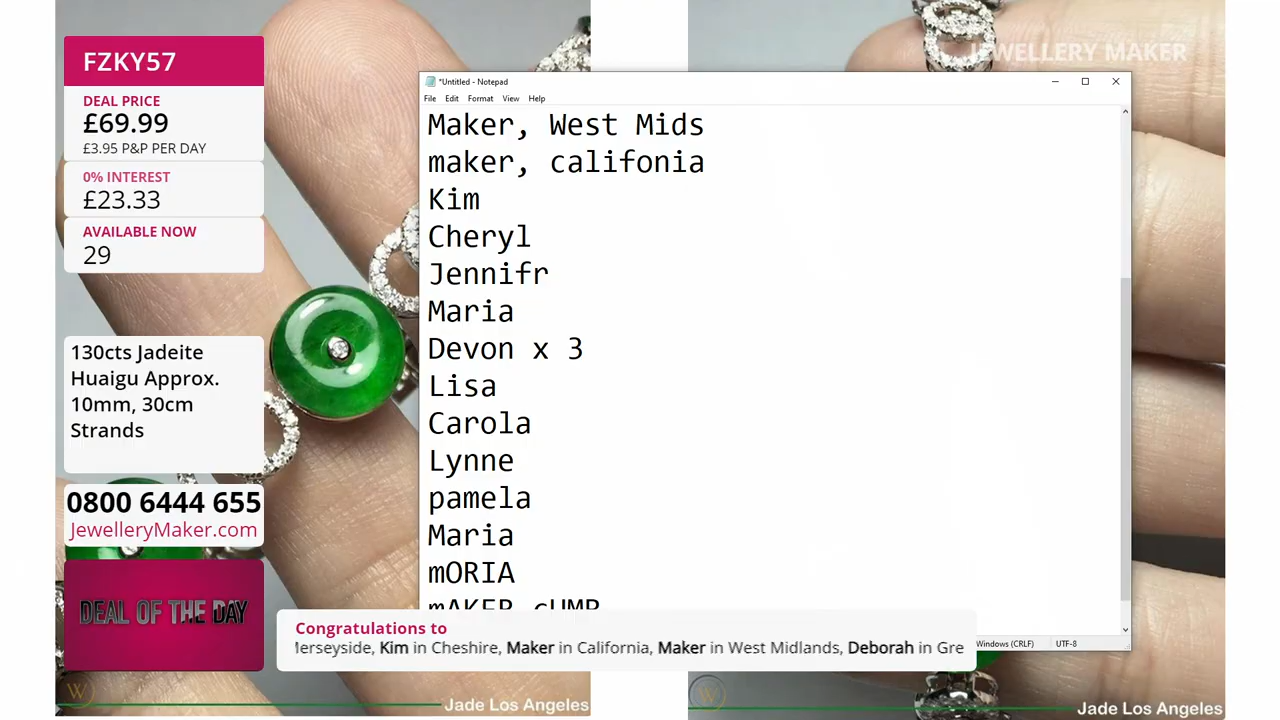 FZKY57
DEAL PRICE
£69.99
£3.95 P&P PER DAY
0% INTEREST
£23.33
AVAILABLE NOW
29
130cts Jadeite
Huaigu Approx.
10mm, 30cm
Strands
0800 6444 655
JewelleryMaker.com
DEAL OF THE DAY
JEWELLERY MAKER
*Untitled - Notepad
File Edit Format View Help
Maker, West Mids
maker, califonia
Kim
Cheryl
Jennifr
Maria
Devon x 3
Lisa
Carola
Lynne
pamela
Maria
mORIA
mAKER cUMP
Windows (CRLF) UTF-8
Congratulations to
Merseyside, Kim in Cheshire, Maker in California, Maker in West Midlands, Deborah in Gre
W
Jade Los Angeles
W
Jade Los Angeles